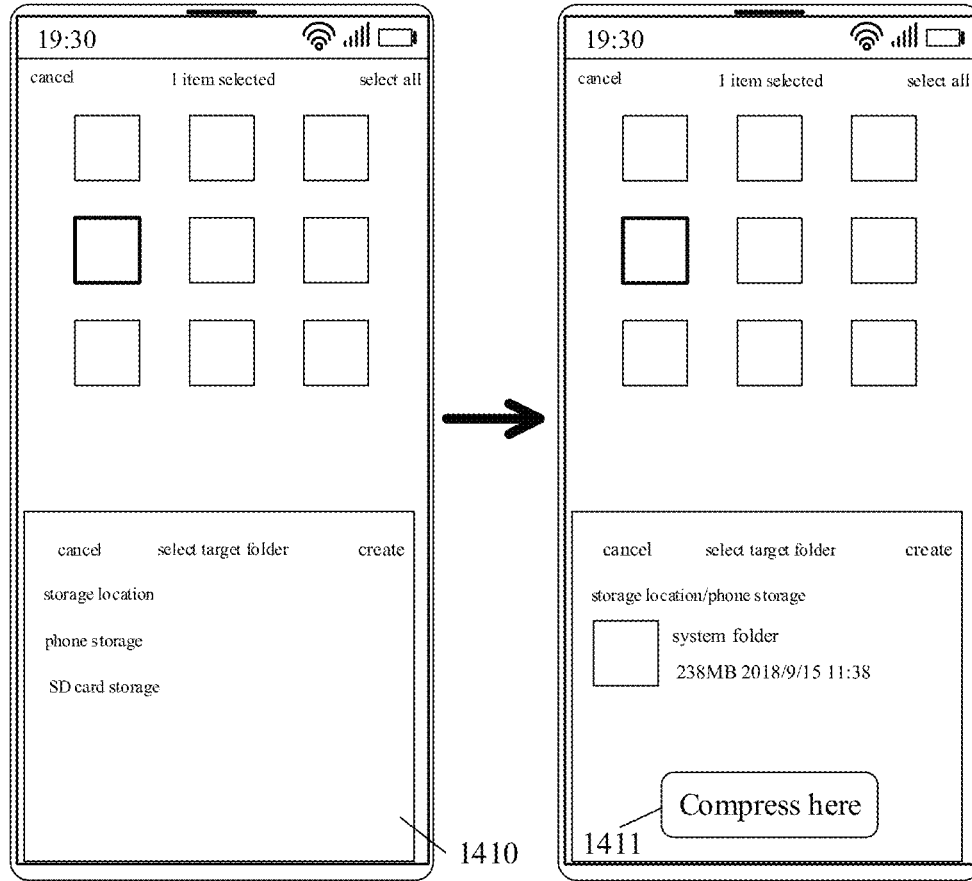 19:30
cancel 1 item selected select all
cancel select target folder create
storage location
phone storage
SD card storage
1410
19:30
cancel 1 item selected select all
cancel select target folder create
storage location/phone storage
system folder
238MB 2018/9/15 11:38
Compress here
1411